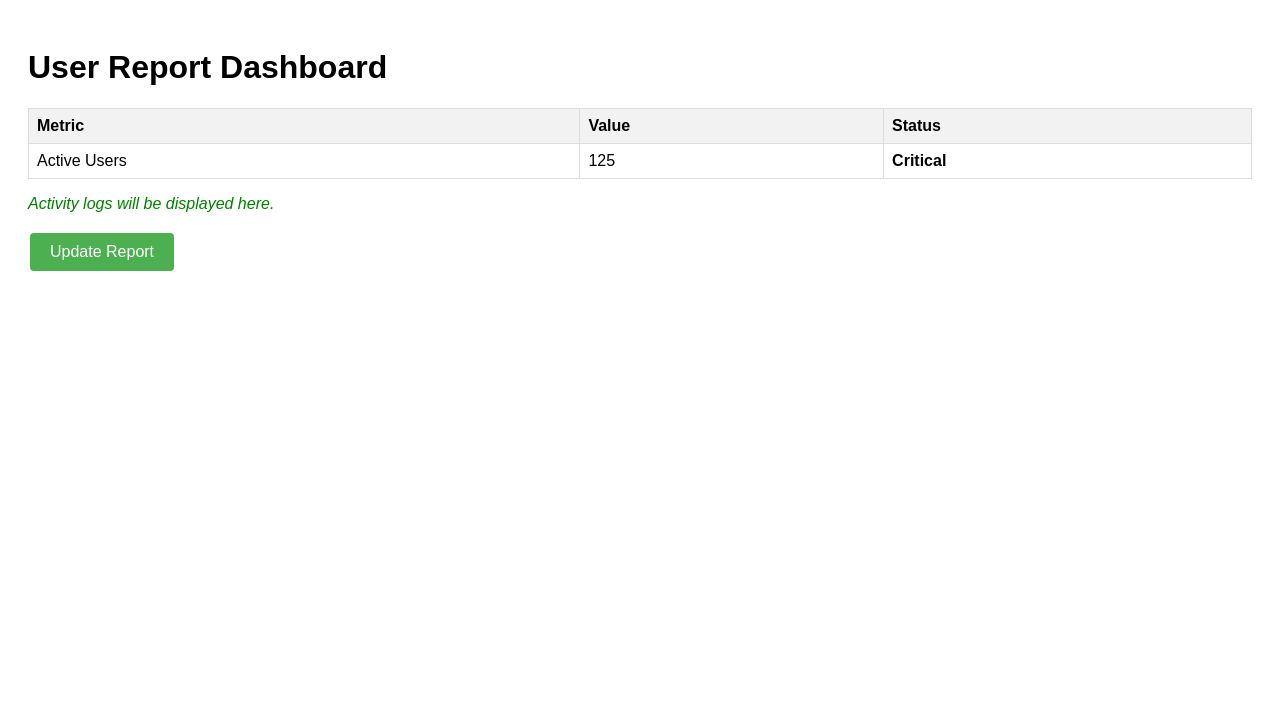 User Report Dashboard
Metric Value Status
Active Users 125 Critical
Activity logs will be displayed here.
Update Report